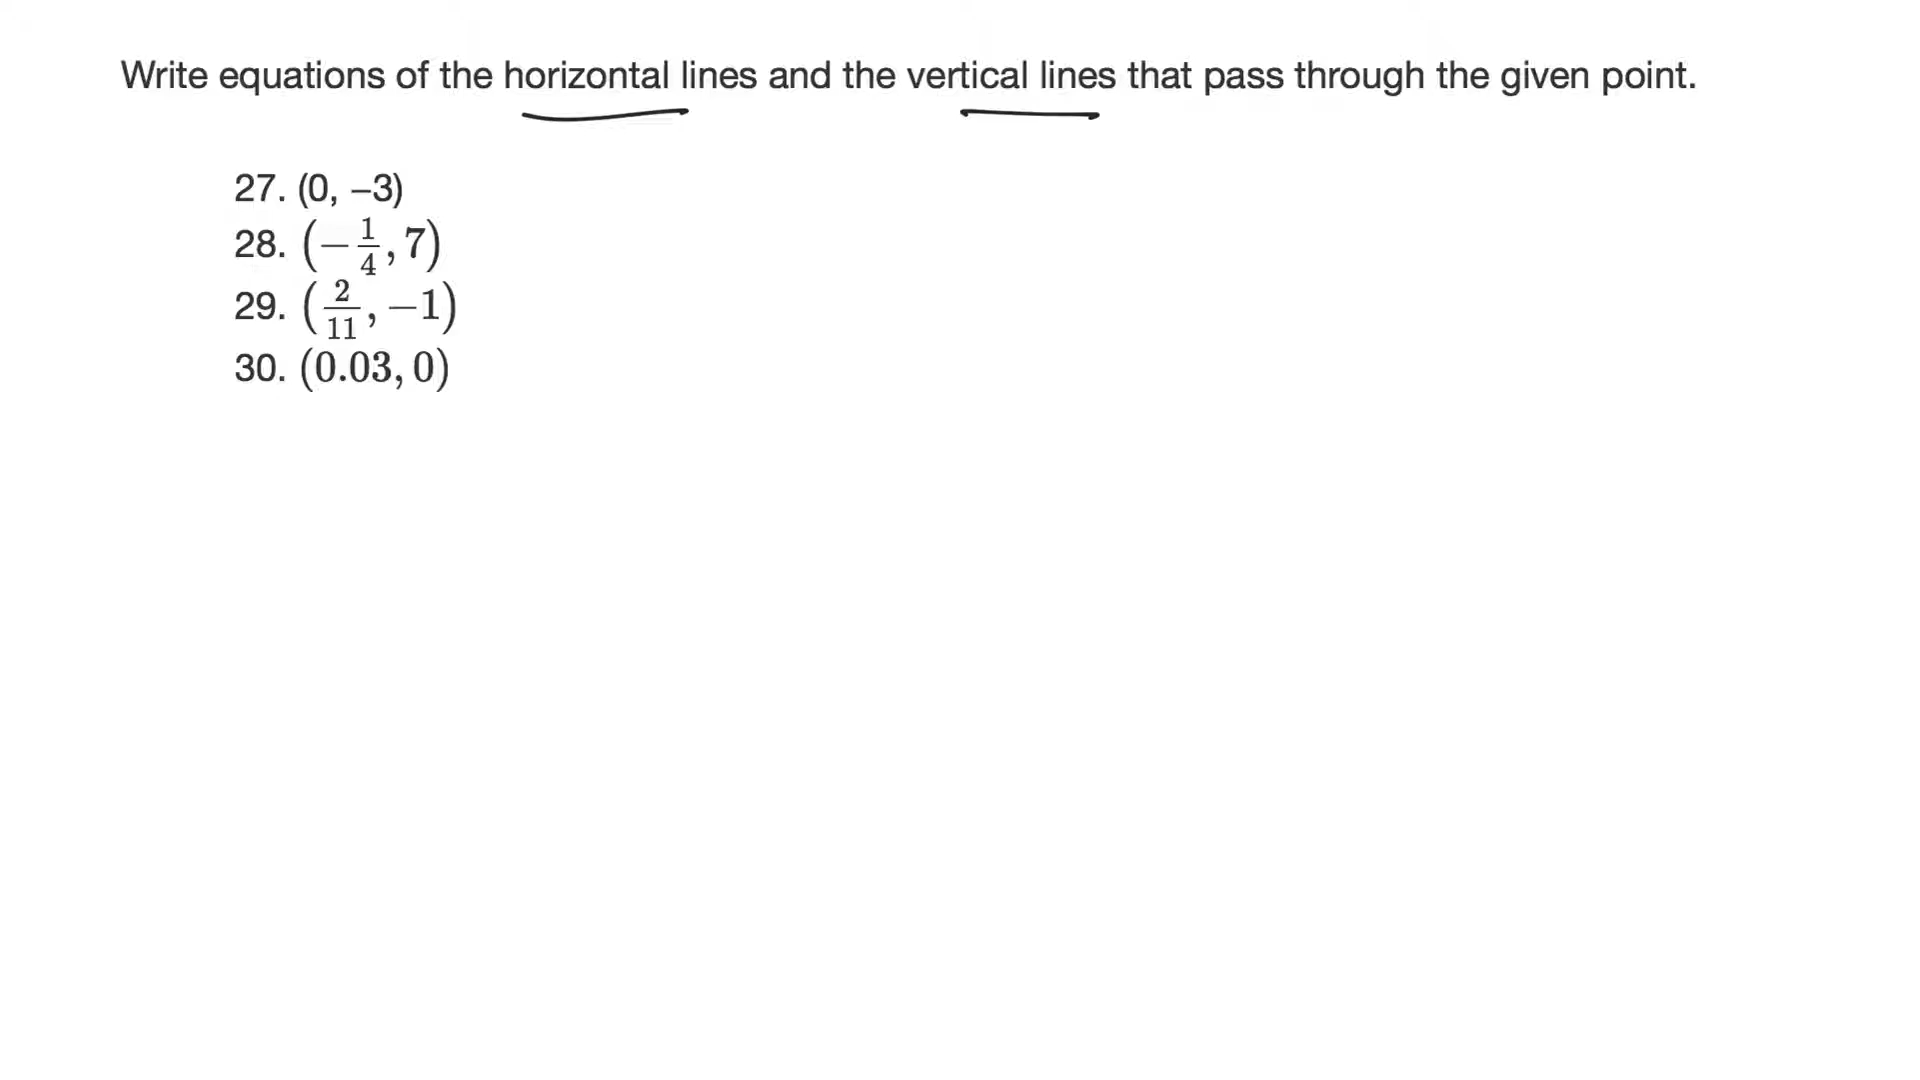 Write equations of the horizontal lines and the vertical lines that pass through the given point.
27. (0, –3)
28. (−1/4, 7)
29. (2/11, −1)
30. (0.03, 0)